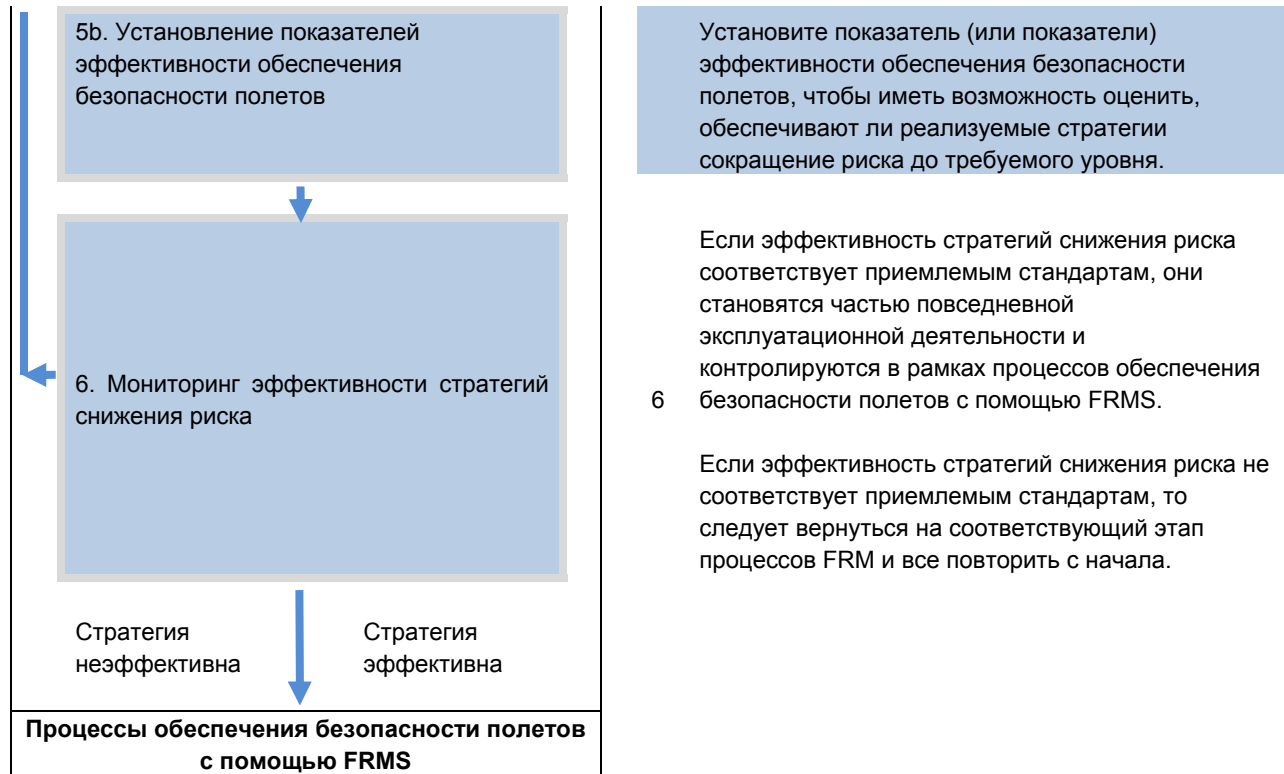 5b. Установление показателей
эффективности обеспечения
безопасности полетов
Установите показатель (или показатели)
эффективности обеспечения безопасности
полетов, чтобы иметь возможность оценить,
обеспечивают ли реализуемые стратегии
сокращение риска до требуемого уровня.
6. Мониторинг эффективности стратегий
снижения риска
Если эффективность стратегий снижения риска
соответствует приемлемым стандартам, они
становятся частью повседневной
эксплуатационной деятельности и
контролируются в рамках процессов обеспечения
6 безопасности полетов с помощью FRMS.
Если эффективность стратегий снижения риска не
соответствует приемлемым стандартам, то
следует вернуться на соответствующий этап
процессов FRM и все повторить с начала.
Стратегия
неэффективна
Стратегия
эффективна
Процессы обеспечения безопасности полетов
с помощью FRMS